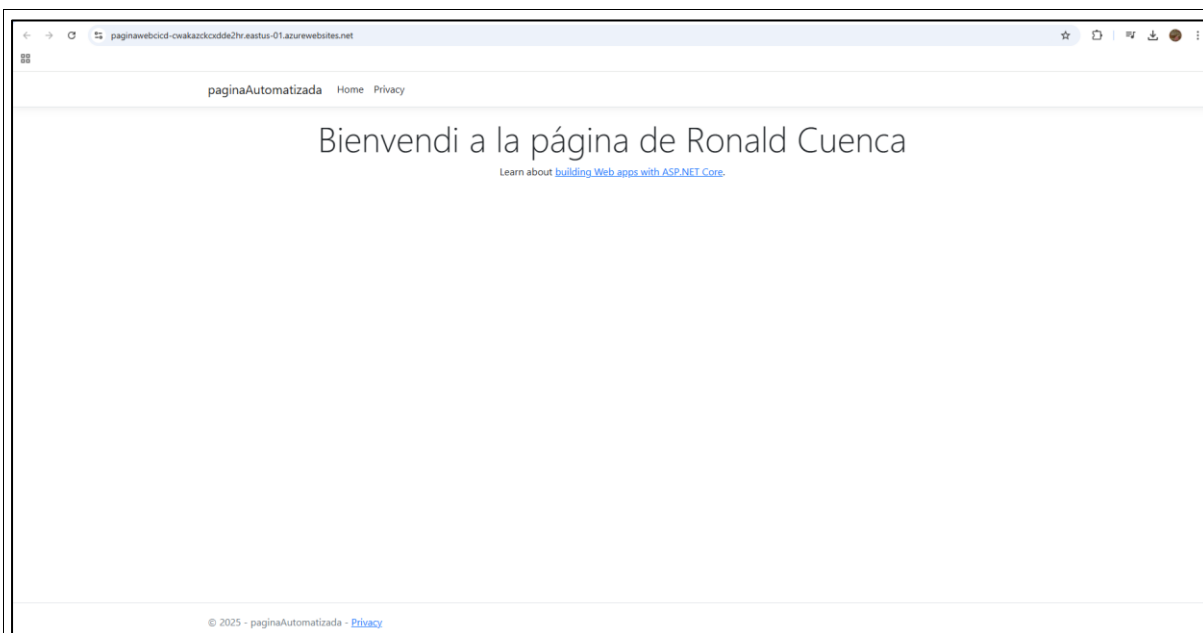 paginawebcicd-cwakazckcxdde2hr.eastus-01.azurewebsites.net
paginaAutomatizada Home Privacy
Bienvendi a la página de Ronald Cuenca
Learn about building Web apps with ASP.NET Core.
© 2025 - paginaAutomatizada - Privacy